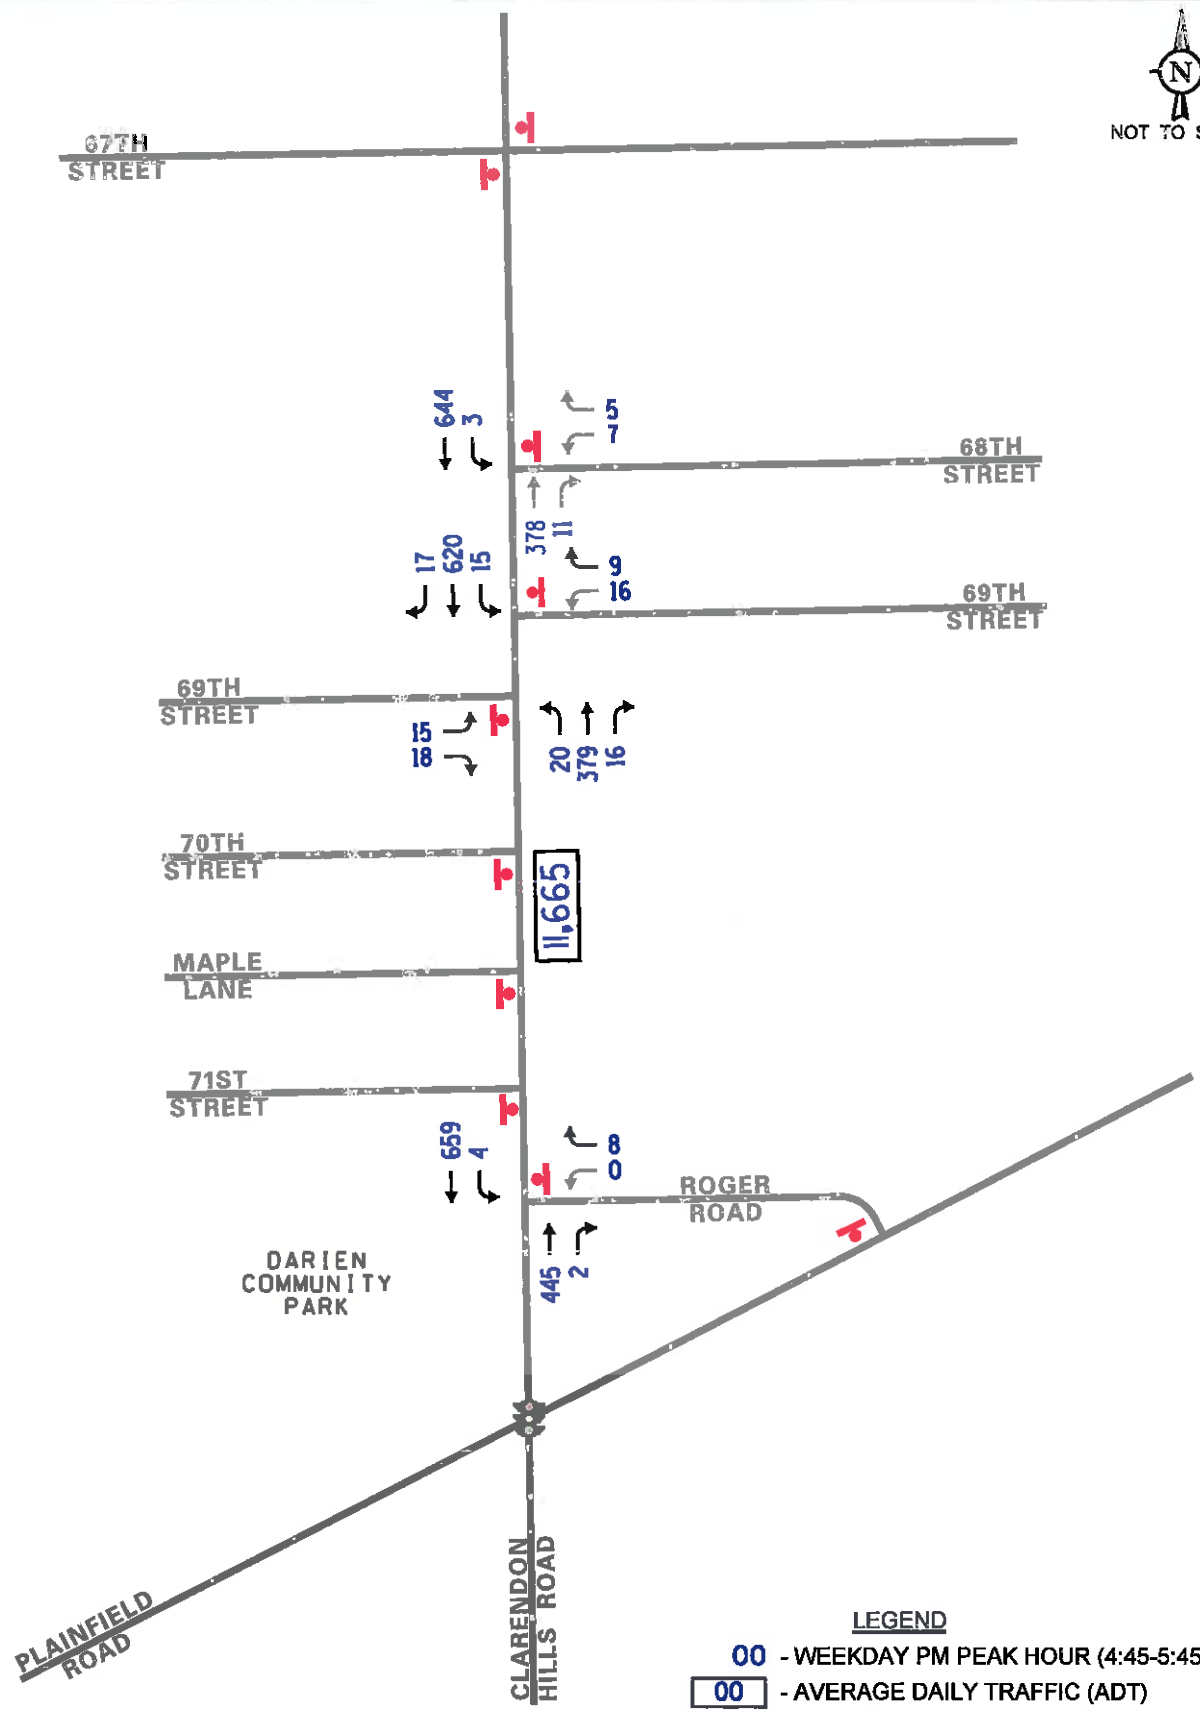 N
NOT TO S
67TH
STREET
644
3
5
7
68TH
STREET
378
11
17
620
15
9
16
69TH
STREET
69TH
STREET
15
18
20
379
16
70TH
STREET
11,665
MAPLE
LANE
71ST
STREET
659
4
8
0
ROGER
ROAD
445
2
DARIEN
COMMUNITY
PARK
PLAINFIELD
ROAD
CLARENDON
HILLS ROAD
LEGEND
00 - WEEKDAY PM PEAK HOUR (4:45-5:45
00 - AVERAGE DAILY TRAFFIC (ADT)